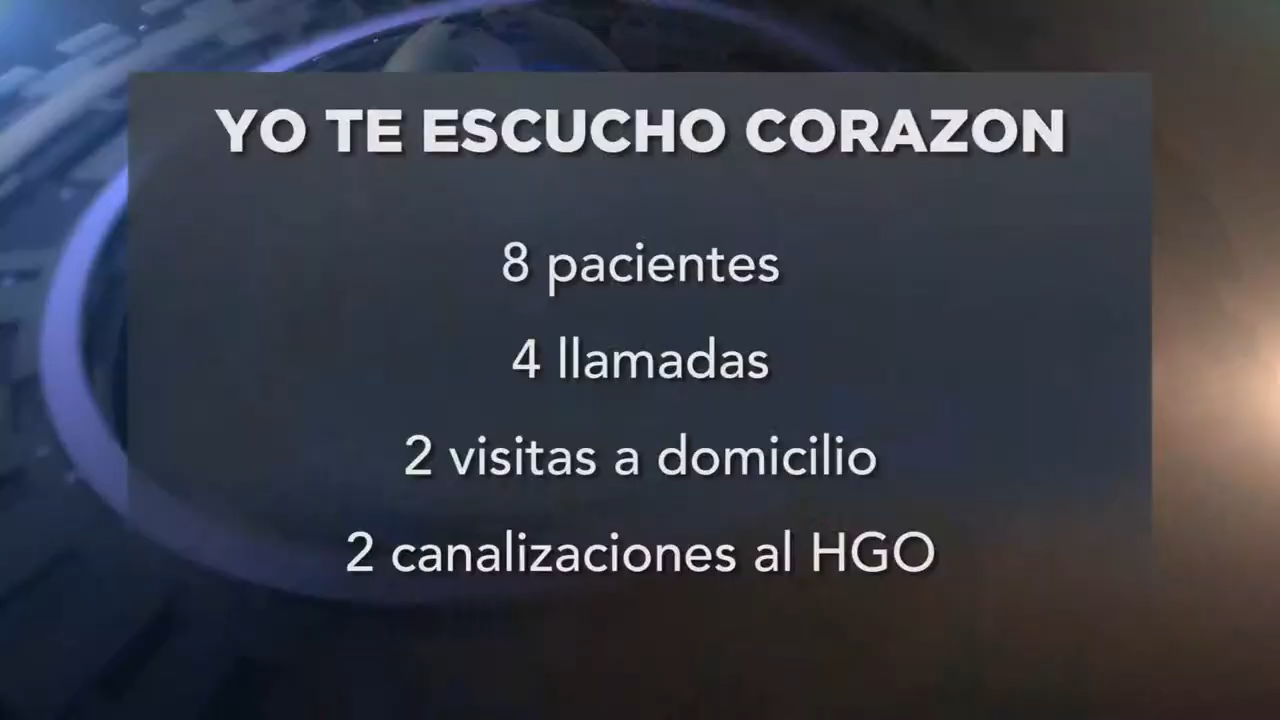 YO TE ESCUCHO CORAZON
8 pacientes
4 llamadas
2 visitas a domicilio
2 canalizaciones al HGO